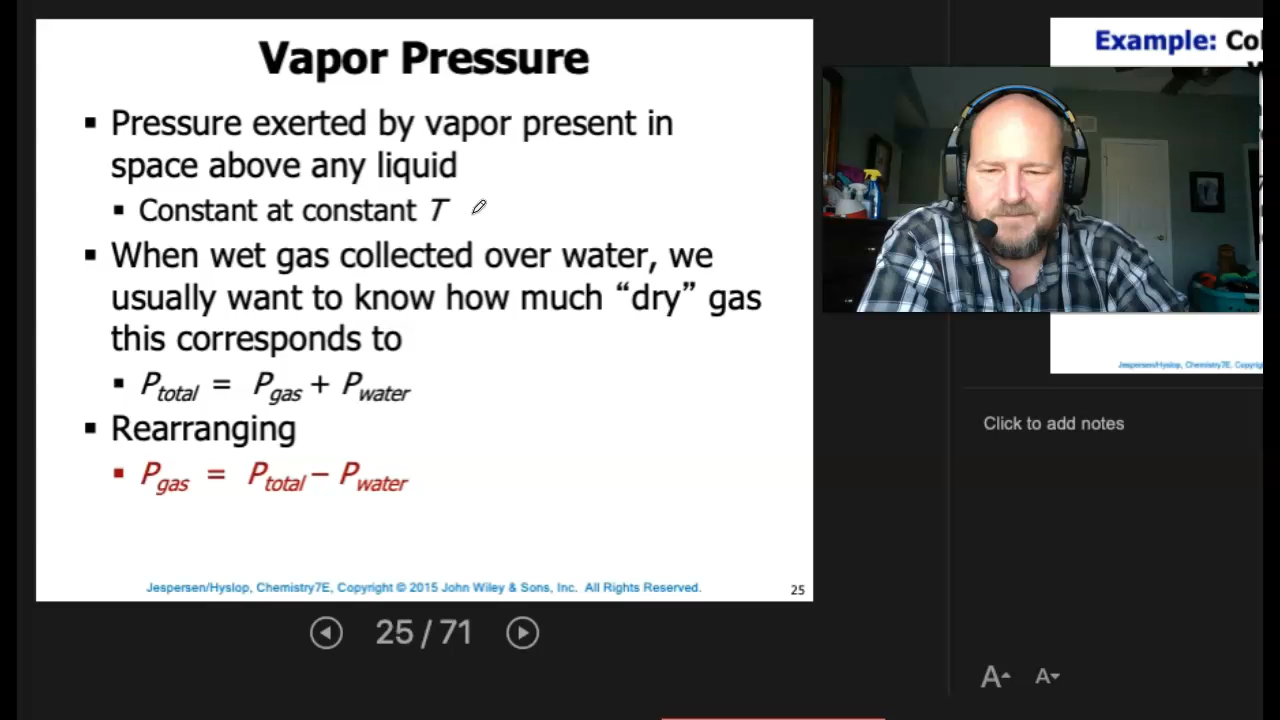 Vapor Pressure
▪ Pressure exerted by vapor present in
space above any liquid
▪ Constant at constant T
▪ When wet gas collected over water, we
usually want to know how much “dry” gas
this corresponds to
▪ Ptotal = Pgas + Pwater
▪ Rearranging
▪ Pgas = Ptotal − Pwater
Jespersen/Hyslop, Chemistry7E, Copyright © 2015 John Wiley & Sons, Inc. All Rights Reserved.
25
25 / 71
Example:
Jespersen/Hyslop, Chemistry7E,
Click to add notes
A A